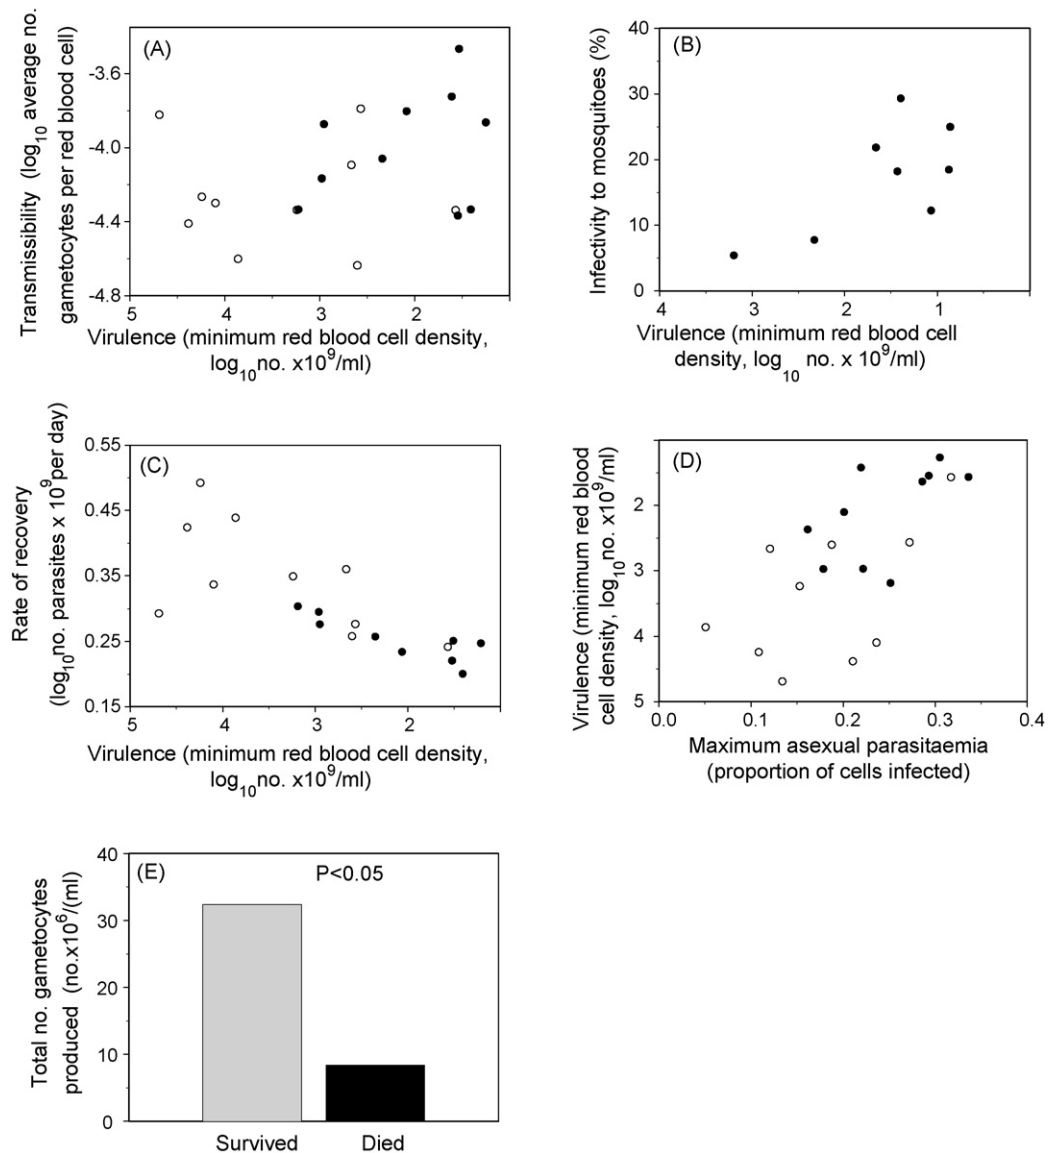 (A)
Transmissibility (log10 average no.
gametocytes per red blood cell)
-3.6
-4.0
-4.4
-4.8
5
4
3
2
Virulence (minimum red blood cell density,
log10no. x10^9/ml)
(B)
Infectivity to mosquitoes (%)
40
30
20
10
0
4
3
2
1
Virulence (minimum red blood cell
density, log10 no. x 10^9/ml)
(C)
Rate of recovery
(log10no. parasites x 10^9per day)
0.55
0.45
0.35
0.25
0.15
5
4
3
2
Virulence (minimum red blood cell density,
log10no. x10^9/ml)
(D)
Virulence (minimum red blood
cell density, log10no. x10^9/ml)
2
3
4
5
0.0
0.1
0.2
0.3
0.4
Maximum asexual parasitaemia
(proportion of cells infected)
(E)
P<0.05
Total no. gametocytes
produced (no.x10^6/(ml)
40
30
20
10
0
Survived
Died